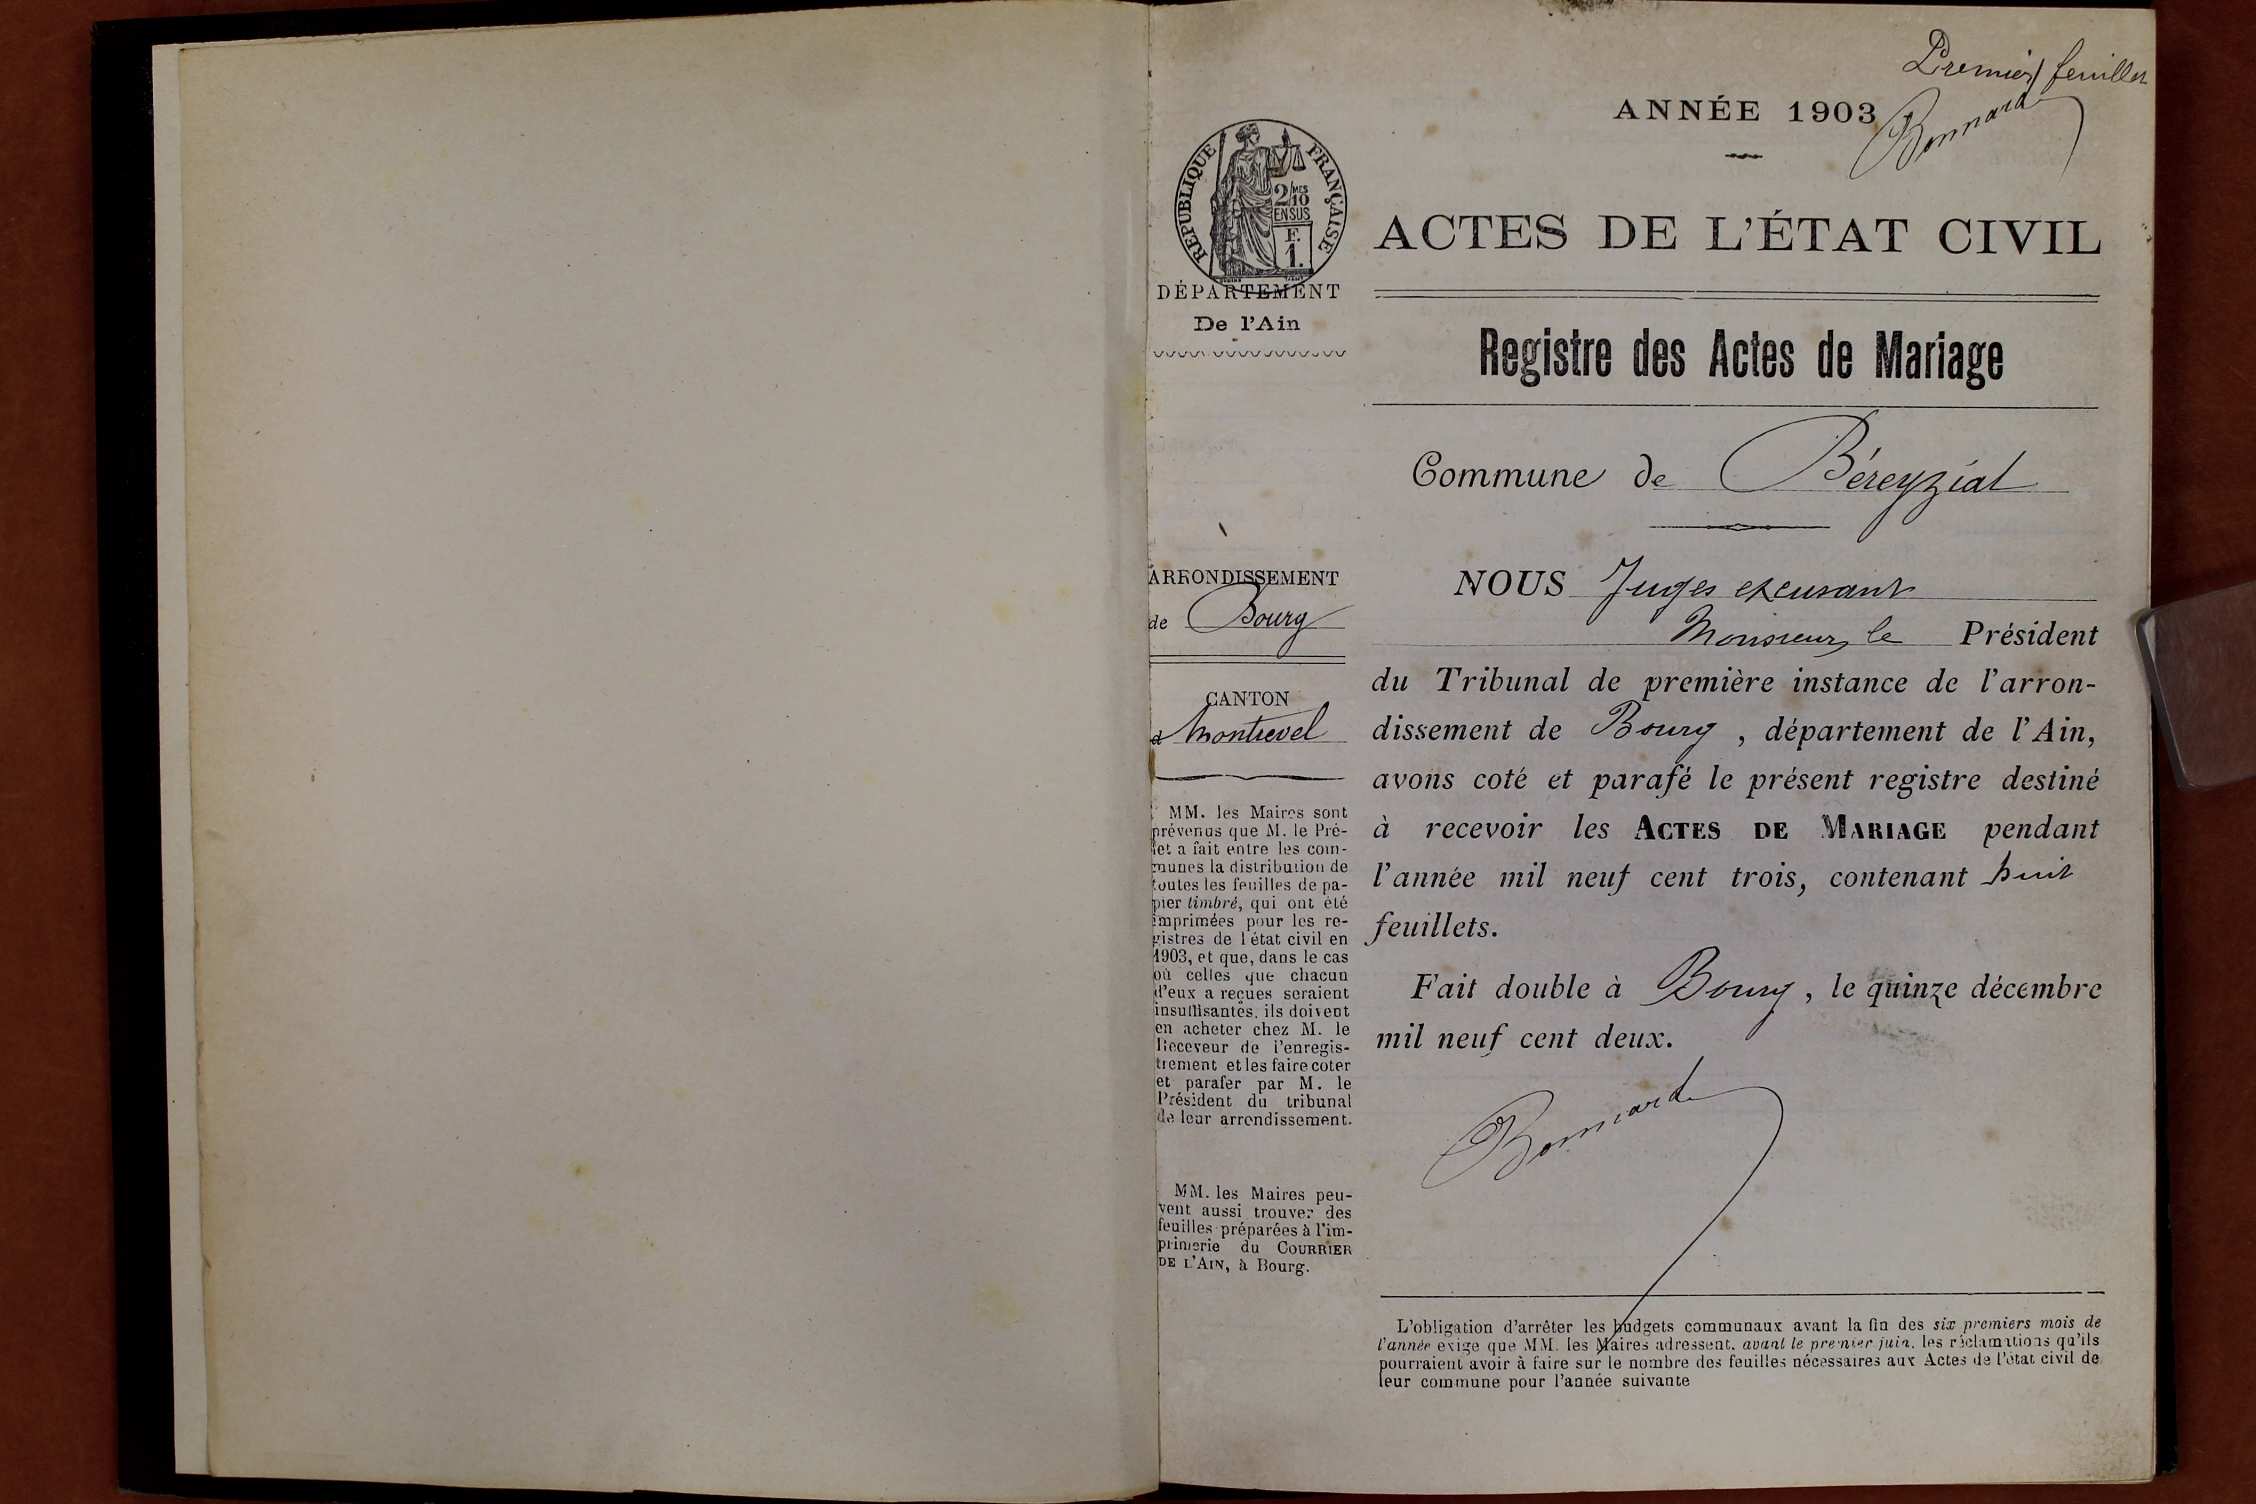 Premier feuillet
Bonnard
ANNÉE 1903
RÉPUBLIQUE FRANÇAISE
2/10 MES
EN SUS
F.
1.
ACTES DE L'ÉTAT CIVIL
DÉPARTEMENT
De l'Ain
Registre des Actes de Mariage
Commune de Béreyziat
ARRONDISSEMENT
de Bourg
CANTON
d Montrevel
MM. les Maires sont
prévenus que M. le Pré-
fet a fait entre les com-
munes la distribution de
toutes les feuilles de pa-
pier timbré, qui ont été
imprimées pour les re-
gistres de l'état civil en
1903, et que, dans le cas
où celles que chacun
d'eux a reçues seraient
insuffisantes, ils doivent
en acheter chez M. le
Receveur de l'enregis-
trement et les faire coter
et parafer par M. le
Président du tribunal
de leur arrondissement.
MM. les Maires peu-
vent aussi trouver des
feuilles préparées à l'im-
primerie du COURRIER
DE L'AIN, à Bourg.
NOUS Juges excusant
Monsieur le Président
du Tribunal de première instance de l'arron-
dissement de Bourg , département de l'Ain,
avons coté et parafé le présent registre destiné
à recevoir les ACTES DE MARIAGE pendant
l'année mil neuf cent trois, contenant huit
feuillets.
Fait double à Bourg , le quinze décembre
mil neuf cent deux.
Bonnard
L'obligation d'arrêter les budgets communaux avant la fin des six premiers mois de
l'année exige que MM. les Maires adressent, avant le premier juin, les réclamations qu'ils
pourraient avoir à faire sur le nombre des feuilles nécessaires aux Actes de l'état civil de
leur commune pour l'année suivante